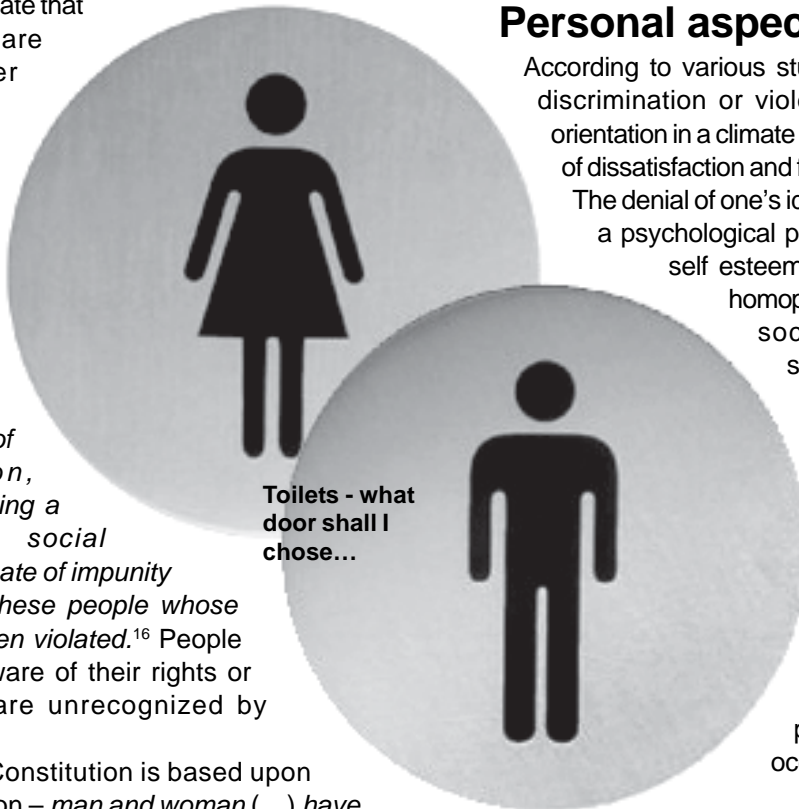 ate that
are
er
of
on,
ing a
social
ate of impunity
hese people whose
en violated.¹⁶ People
ware of their rights or
are unrecognized by
Constitution is based upon
on – man and woman (...) have
Toilets - what
door shall I
chose…
Personal aspec
According to various stu
discrimination or viole
orientation in a climate
of dissatisfaction and f
The denial of one's
a psychological p
self esteem
homop
soc
s
p
oc